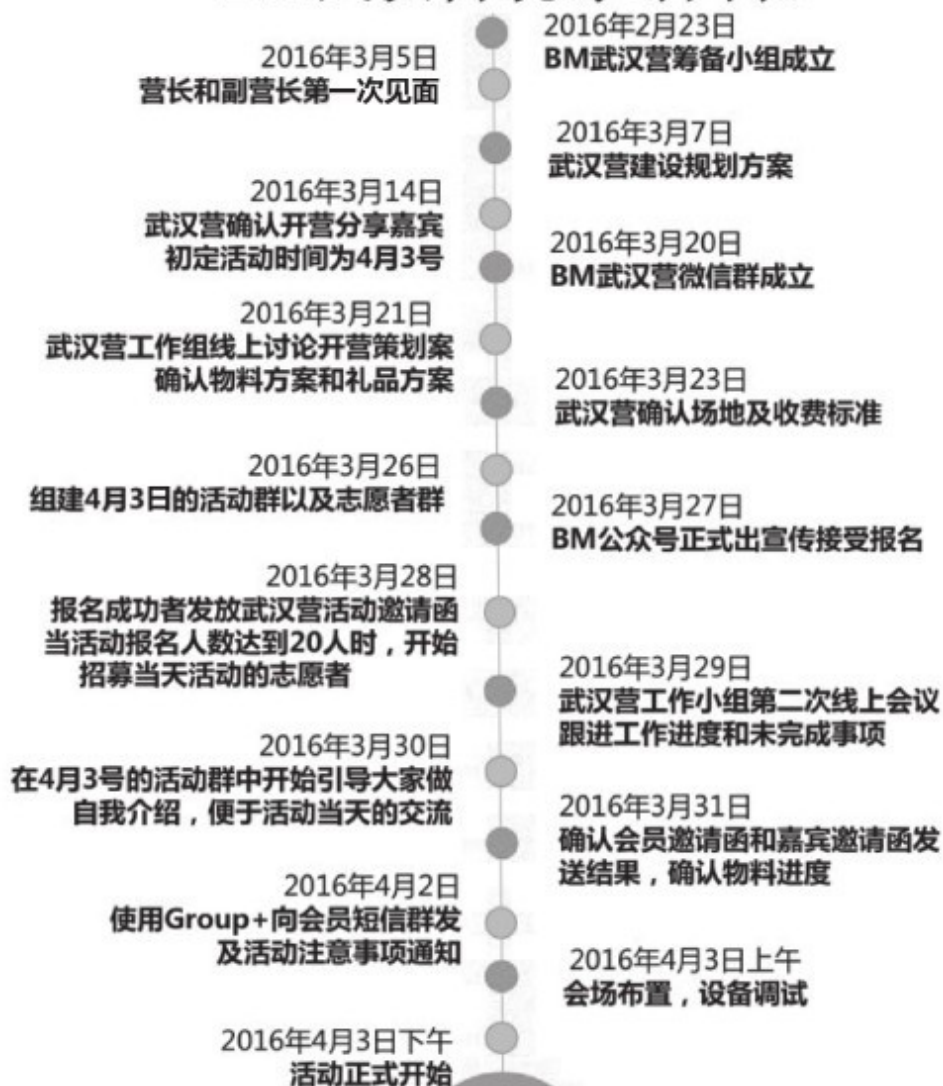 2016年2月23日
BM武汉营筹备小组成立
2016年3月5日
营长和副营长第一次见面
2016年3月7日
武汉营建设规划方案
2016年3月14日
武汉营确认开营分享嘉宾
初定活动时间为4月3号
2016年3月20日
BM武汉营微信群成立
2016年3月21日
武汉营工作组线上讨论开营策划案
确认物料方案和礼品方案
2016年3月23日
武汉营确认场地及收费标准
2016年3月26日
组建4月3日的活动群以及志愿者群
2016年3月27日
BM公众号正式出宣传接受报名
2016年3月28日
报名成功者发放武汉营活动邀请函
当活动报名人数达到20人时，开始
招募当天活动的志愿者
2016年3月29日
武汉营工作小组第二次线上会议
跟进工作进度和未完成事项
2016年3月30日
在4月3号的活动群中开始引导大家做
自我介绍，便于活动当天的交流
2016年3月31日
确认会员邀请函和嘉宾邀请函发
送结果，确认物料进度
2016年4月2日
使用Group+向会员短信群发
及活动注意事项通知
2016年4月3日上午
会场布置，设备调试
2016年4月3日下午
活动正式开始